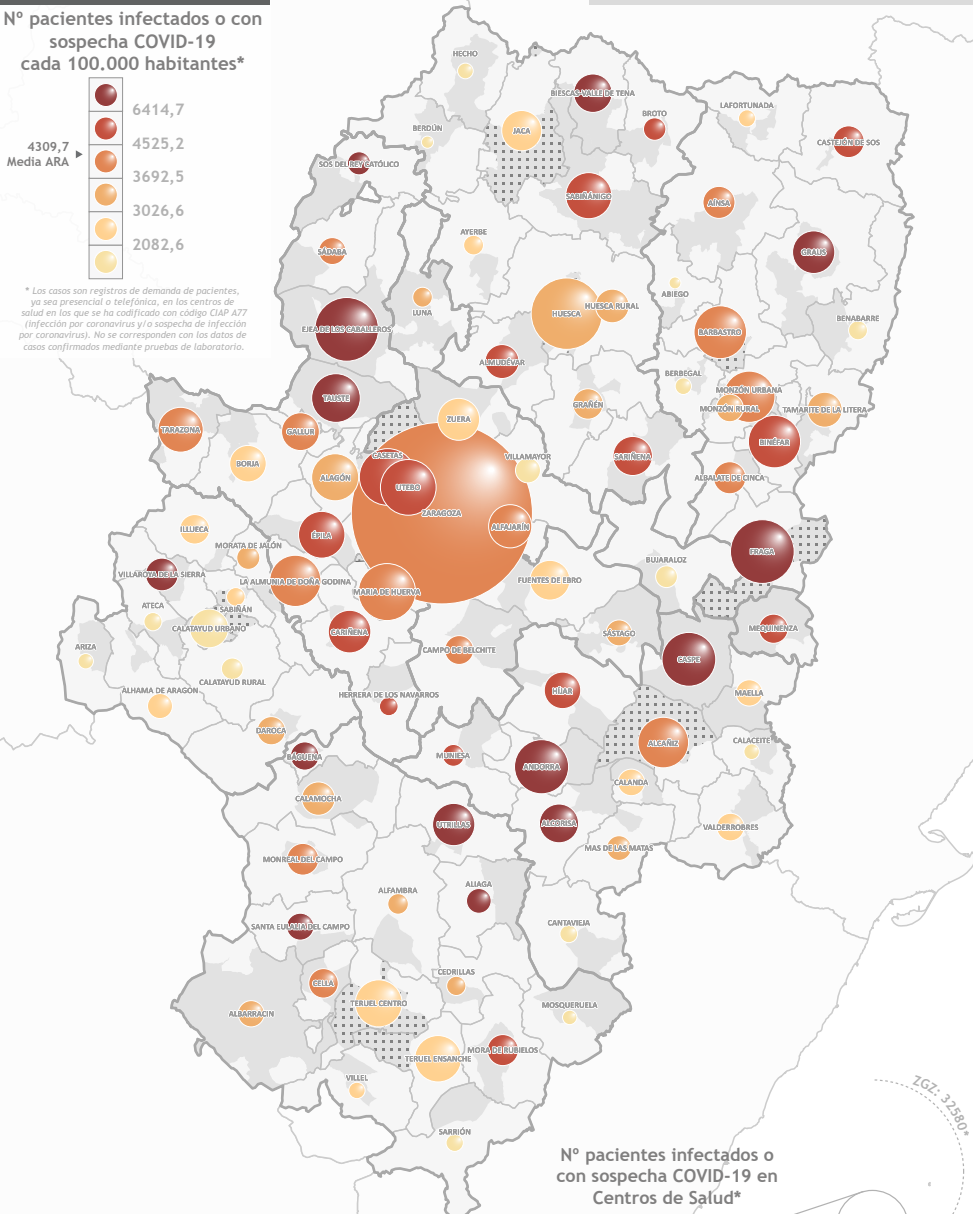 Nº pacientes infectados o con
sospecha COVID-19
cada 100.000 habitantes*
6414,7
4525,2
4309,7
Media ARA
3692,5
3026,6
2082,6
* Los casos son registros de demanda de pacientes,
ya sea presencial o telefónica, en los centros de
salud en los que se ha codificado con código CIAP A77
(infección por coronavirus y/o sospecha de infección
por coronavirus). No se corresponden con los datos de
casos confirmados mediante pruebas de laboratorio.
HECHO
BIESCAS-VALLE DE TENA
BROTO
LAFORTUNADA
BERDÚN
JACA
CASTEJÓN DE SOS
SOS DEL REY CATÓLICO
SABIÑÁNIGO
AÍNSA
AYERBE
SÁDABA
GRAUS
ABIEGO
LUNA
HUESCA RURAL
HUESCA
BENABARRE
EJEA DE LOS CABALLEROS
BARBASTRO
ALMUDÉVAR
BERBEGAL
MONZÓN URBANA
TAUSTE
GRAÑÉN
MONZÓN RURAL
TAMARITE DE LA LITERA
ZUERA
TARAZONA
GALLUR
BINÉFAR
CASETAS
VILLAMAYOR
SARIÑENA
BORJA
ALAGÓN
ALBALATE DE CINCA
UTEBO
ZARAGOZA
ALFAJARÍN
ILLUECA
ÉPILA
MORATA DE JALÓN
FRAGA
BUJARALOZ
VILLAROYA DE LA SIERRA
LA ALMUNIA DE DOÑA GODINA
FUENTES DE EBRO
MARIA DE HUERVA
ATECA
SABIÑÁN
CALATAYUD URBANO
CARIÑENA
SÁSTAGO
MEQUINENZA
ARIZA
CAMPO DE BELCHITE
CASPE
CALATAYUD RURAL
ALHAMA DE ARAGÓN
HERRERA DE LOS NAVARROS
HÍJAR
MAELLA
DAROCA
ALCAÑIZ
CALACEITE
BÁGUENA
MUNIESA
ANDORRA
CALANDA
CALAMOCHA
UTRILLAS
ALCORISA
VALDERROBRES
MAS DE LAS MATAS
MONREAL DEL CAMPO
ALFAMBRA
ALIAGA
SANTA EULALIA DEL CAMPO
CANTAVIEJA
CEDRILLAS
CELLA
TERUEL CENTRO
MOSQUERUELA
ALBARRACIN
MORA DE RUBIELOS
TERUEL ENSANCHE
VILLEL
SARRIÓN
ZGZ: 32580*
Nº pacientes infectados o
con sospecha COVID-19 en
Centros de Salud*